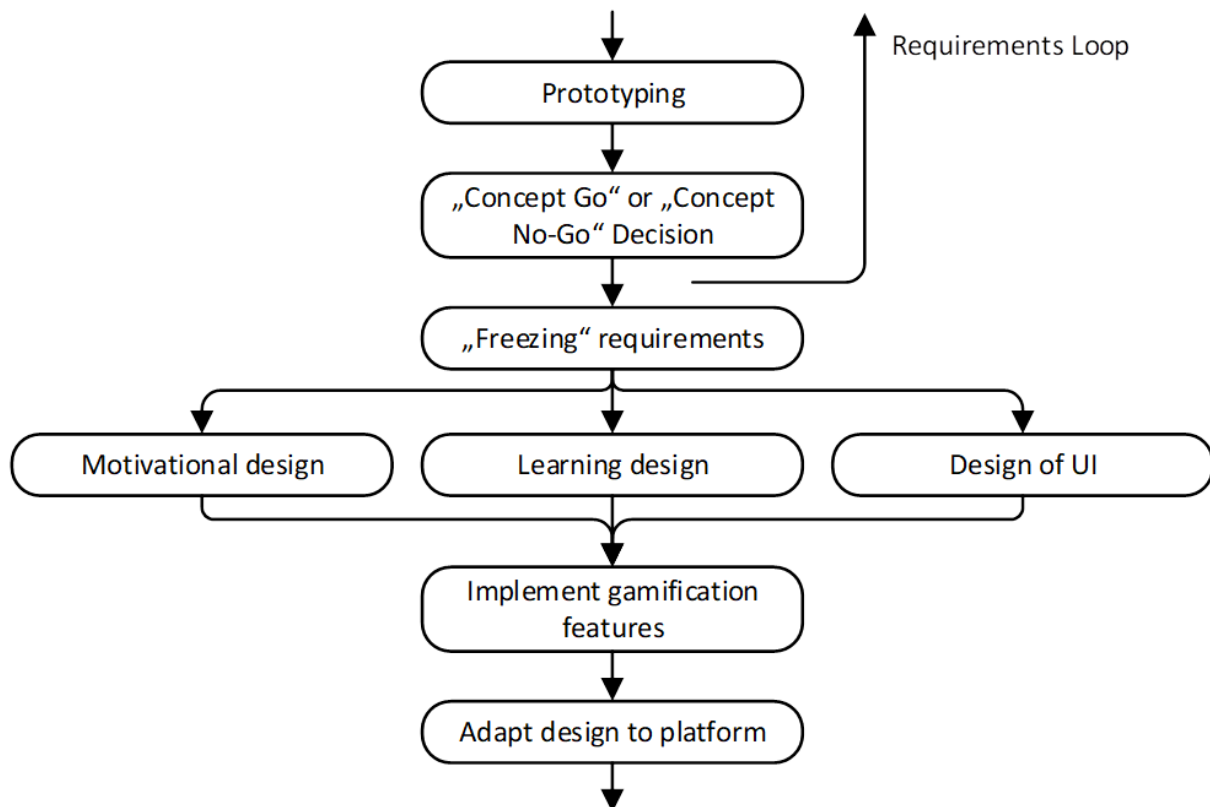 Requirements Loop
Prototyping
„Concept Go“ or „Concept
No-Go“ Decision
„Freezing“ requirements
Motivational design
Learning design
Design of UI
Implement gamification
features
Adapt design to platform